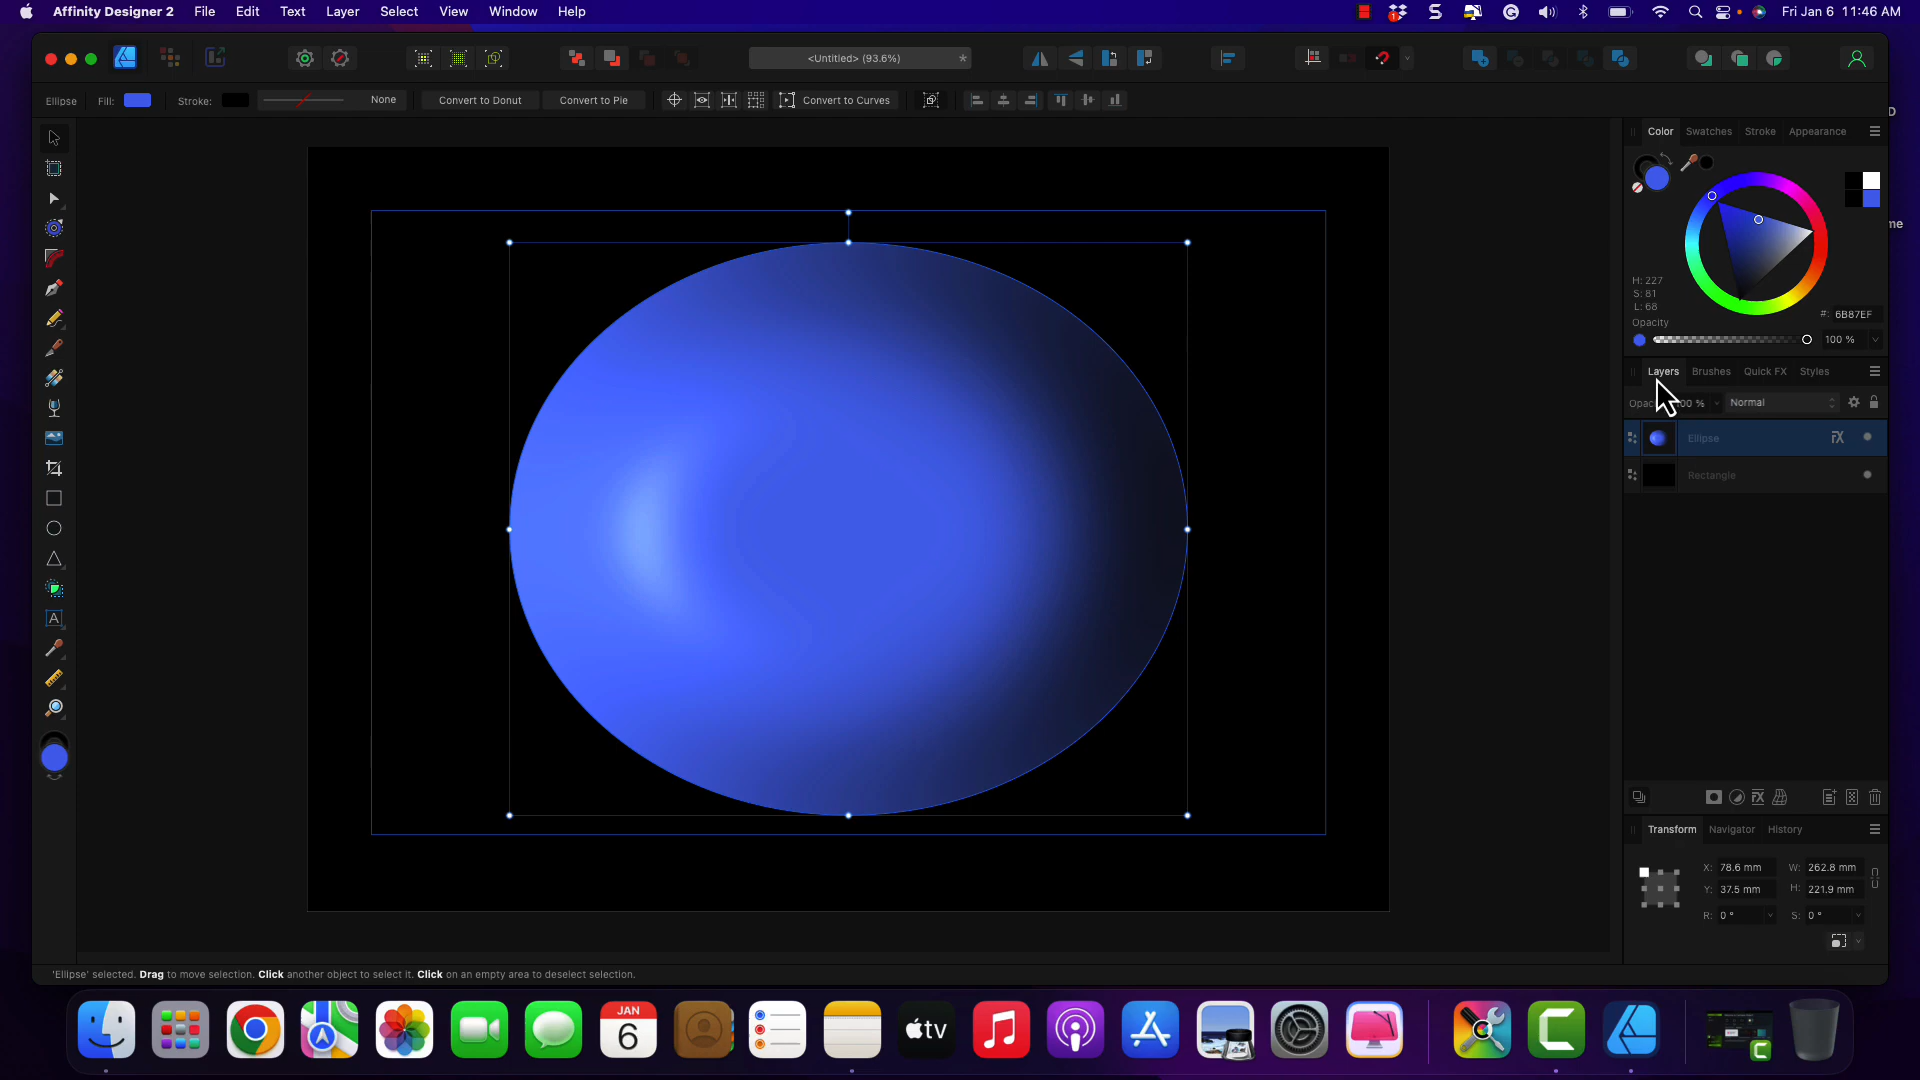 Affinity Designer 2 File Edit Text Layer Select View Window Help
1
S
Fri Jan 6 11:46 AM
<Untitled> (93.6%)
*
Ellipse Fill: Stroke: None Convert to Donut Convert to Pie Convert to Curves
D
me
Color Swatches Stroke Appearance
H: 227
S: 81
L: 68
#: 6B87EF
Opacity
100 %
Layers Brushes Quick FX Styles
Normal
Ellipse
Rectangle
Transform Navigator History
X: 78.6 mm W: 262.8 mm
Y: 37.5 mm H: 221.9 mm
R: 0 ° S: 0 °
A
'Ellipse' selected. Drag to move selection. Click another object to select it. Click on an empty area to deselect selection.
JAN
6
tv